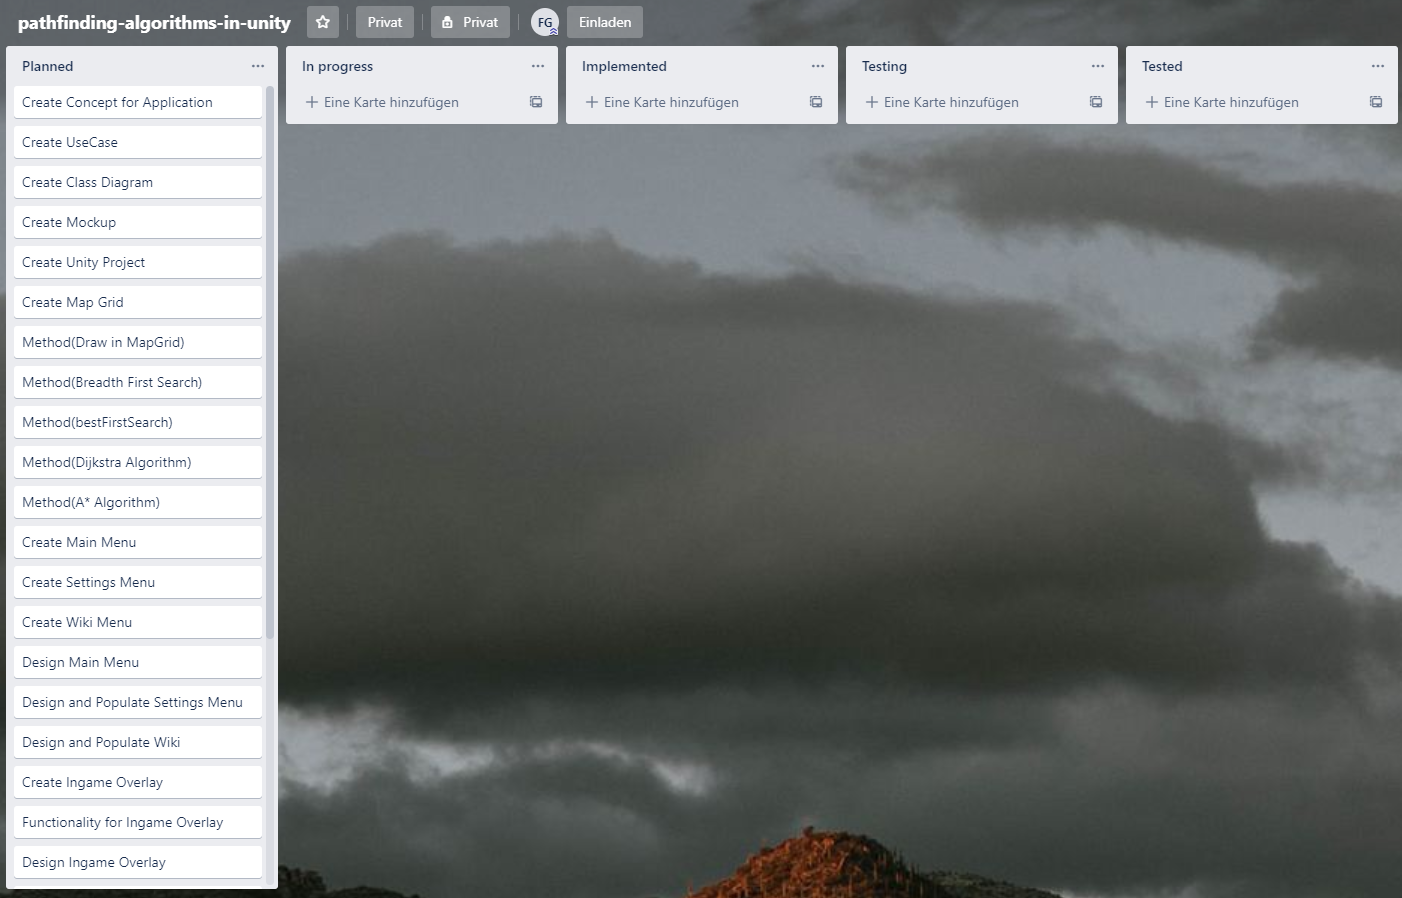 pathfinding-algorithms-in-unity
Privat
Privat
FG
Einladen
Planned
Create Concept for Application
Create UseCase
Create Class Diagram
Create Mockup
Create Unity Project
Create Map Grid
Method(Draw in MapGrid)
Method(Breadth First Search)
Method(bestFirstSearch)
Method(Dijkstra Algorithm)
Method(A* Algorithm)
Create Main Menu
Create Settings Menu
Create Wiki Menu
Design Main Menu
Design and Populate Settings Menu
Design and Populate Wiki
Create Ingame Overlay
Functionality for Ingame Overlay
Design Ingame Overlay
In progress
Eine Karte hinzufügen
Implemented
Eine Karte hinzufügen
Testing
Eine Karte hinzufügen
Tested
Eine Karte hinzufügen